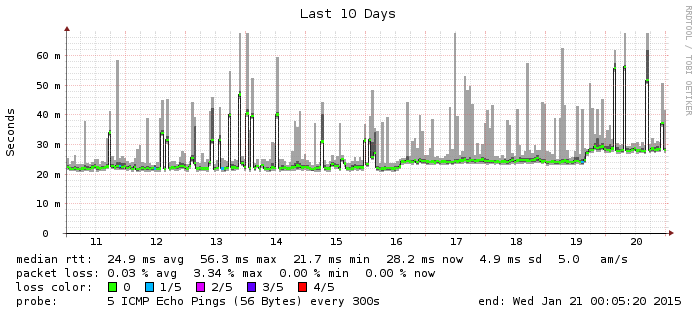 Last 10 Days
RRDTOOL / TOBI OETIKER
Seconds
60 m
50 m
40 m
30 m
20 m
10 m
0
11 12 13 14 15 16 17 18 19 20
median rtt: 24.9 ms avg 56.3 ms max 21.7 ms min 28.2 ms now 4.9 ms sd 5.0 am/s
packet loss: 0.03 % avg 3.34 % max 0.00 % min 0.00 % now
loss color: 0 1/5 2/5 3/5 4/5
probe: 5 ICMP Echo Pings (56 Bytes) every 300s end: Wed Jan 21 00:05:20 2015